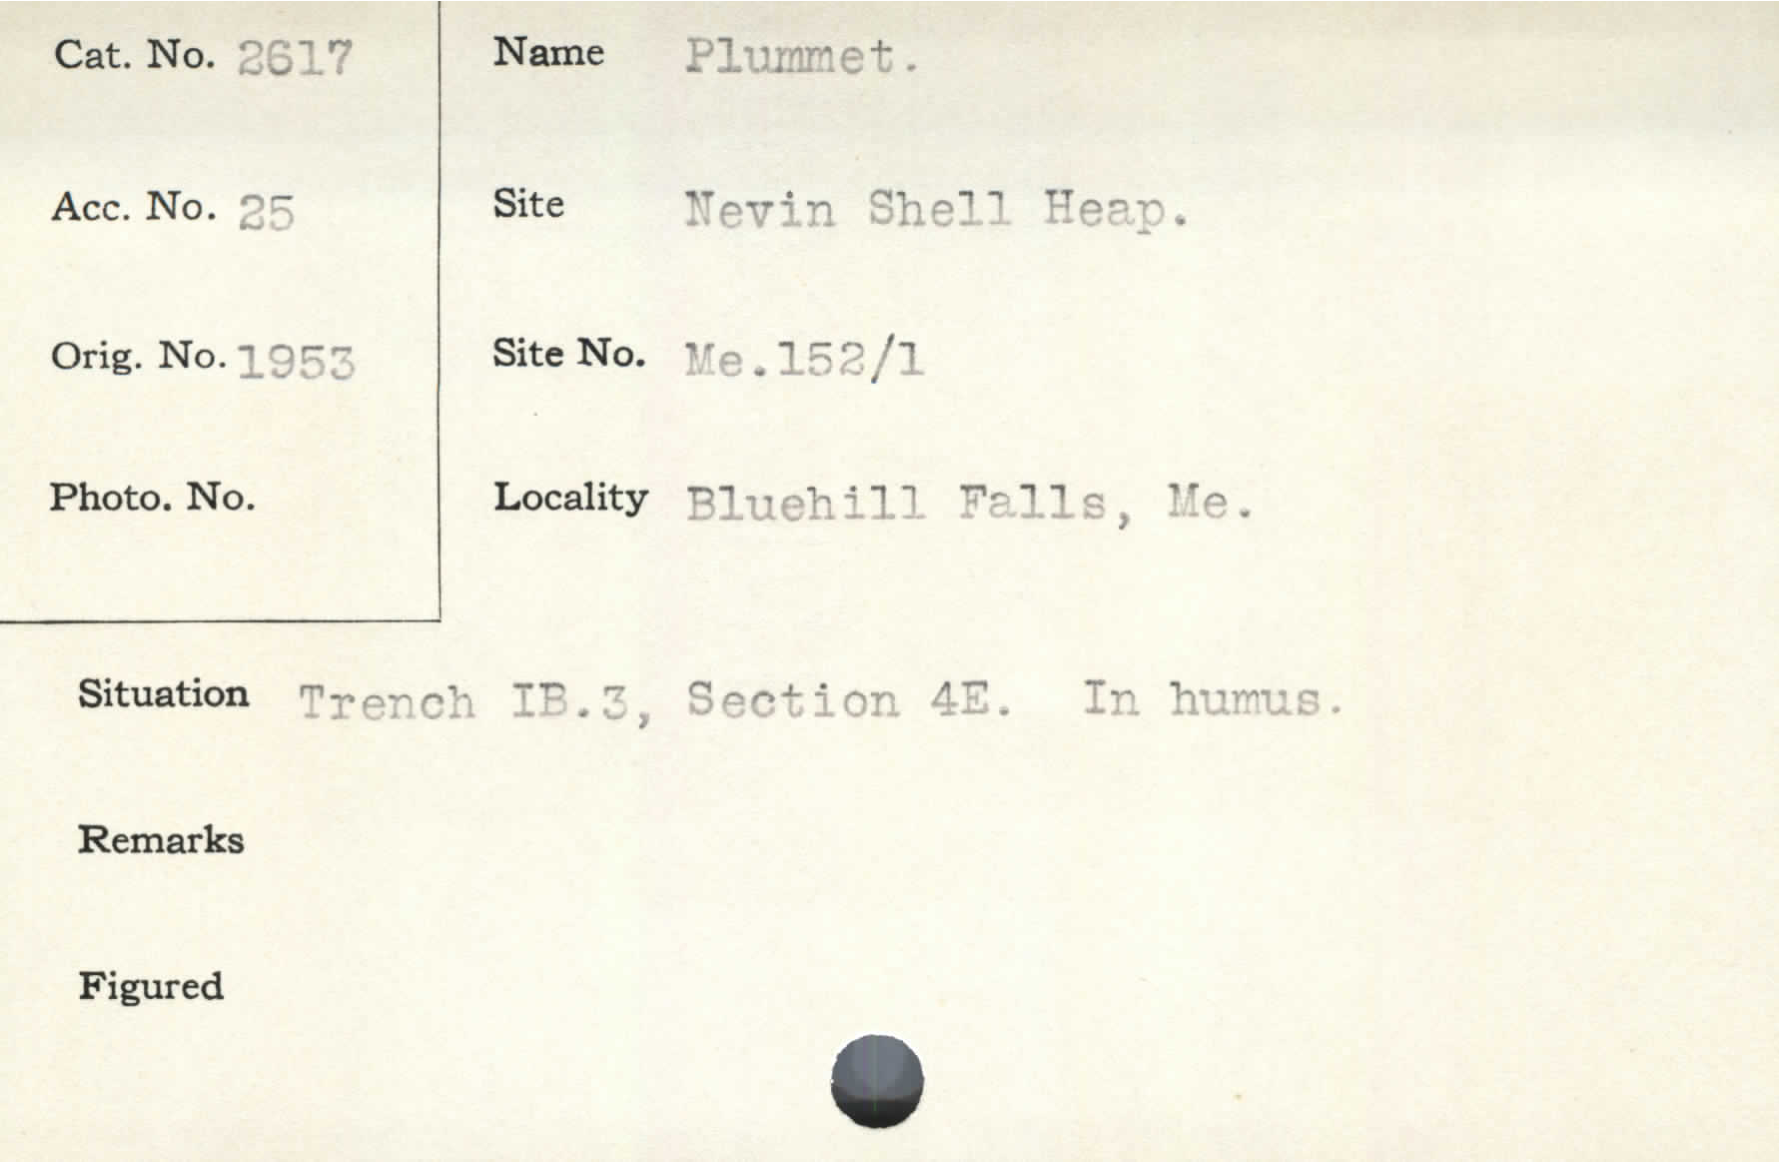 Cat. No. 2617
Acc. No. 25
Orig. No. 1953
Photo. No.
Name Plummet.
Site Nevin Shell Heap.
Site No. Me.152/1
Locality Bluehill Falls, Me.
Situation Trench IB.3, Section 4E. In humus.
Remarks
Figured